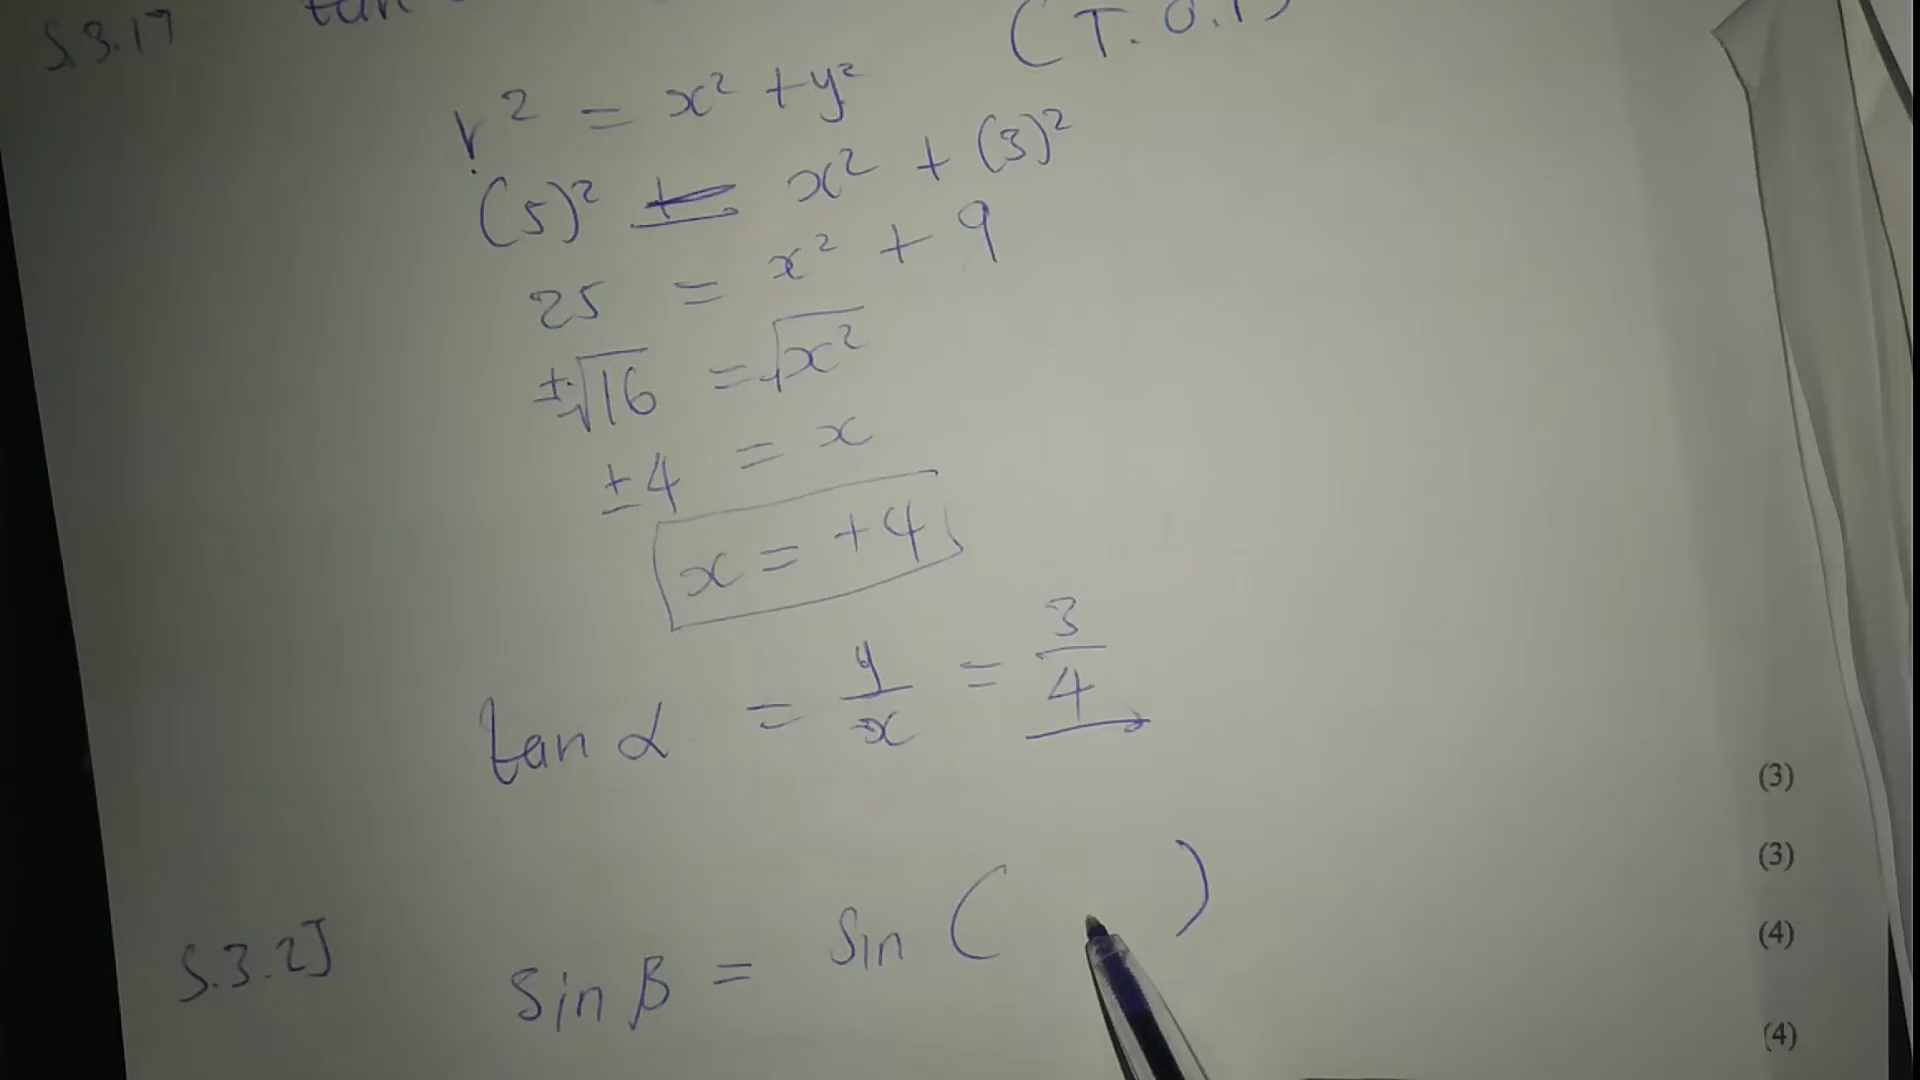 5.3.1] tan
r² = x² + y²
(5)² = x² + (3)²
25 = x² + 9
±√16 = √x²
±4 = x
x = +4
tan α = y/x = 3/4
(3)
(3)
5.3.2] sin β = sin ( )
(4)
(4)